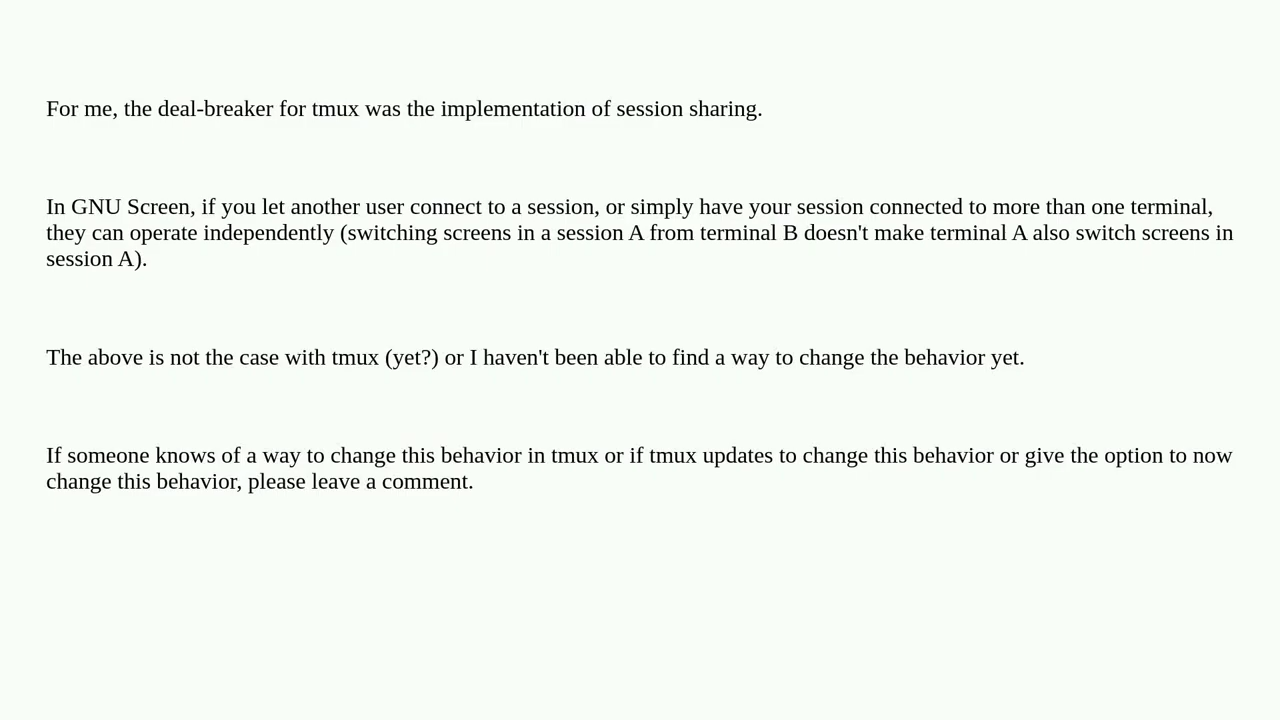 For me, the deal-breaker for tmux was the implementation of session sharing.
In GNU Screen, if you let another user connect to a session, or simply have your session connected to more than one terminal,
they can operate independently (switching screens in a session A from terminal B doesn't make terminal A also switch screens in
session A).
The above is not the case with tmux (yet?) or I haven't been able to find a way to change the behavior yet.
If someone knows of a way to change this behavior in tmux or if tmux updates to change this behavior or give the option to now
change this behavior, please leave a comment.